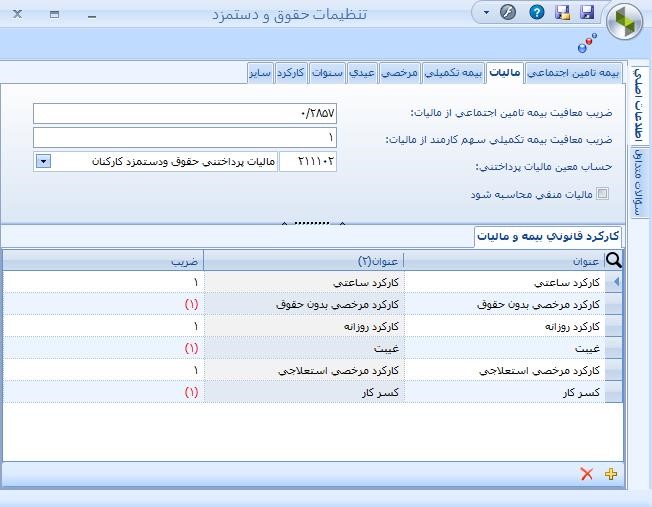 تنظیمات حقوق و دستمزد
بیمه تامین اجتماعی مالیات بیمه تکمیلی مرخصی عیدی سنوات کارکرد سایر
اطلاعات اصلی
سؤالات متداول
ضریب معافیت بیمه تامین اجتماعی از مالیات: ۰/۲۸۵۷
ضریب معافیت بیمه تکمیلی سهم کارمند از مالیات: ۱
حساب معین مالیات پرداختنی: ۲۱۱۱۰۲ مالیات پرداختنی حقوق ودستمزد کارکنان
مالیات منفی محاسبه شود
کارکرد قانونی بیمه و مالیات
عنوان عنوان(۲) ضریب
کارکرد ساعتی کارکرد ساعتی ۱
کارکرد مرخصی بدون حقوق کارکرد مرخصی بدون حقوق (۱)
کارکرد روزانه کارکرد روزانه ۱
غیبت غیبت (۱)
کارکرد مرخصی استعلاجی کارکرد مرخصی استعلاجی ۱
کسر کار کسر کار (۱)